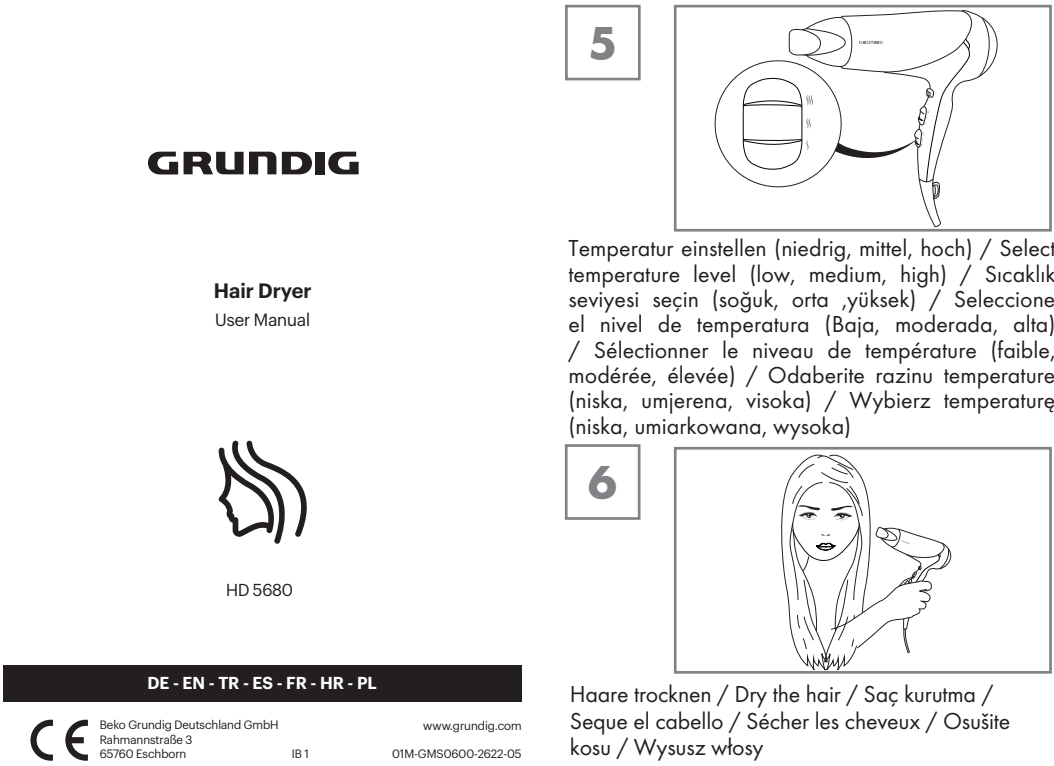 GRUNDIG
Hair Dryer
User Manual
HD 5680
DE - EN - TR - ES - FR - HR - PL
Beko Grundig Deutschland GmbH
Rahmannstraße 3
65760 Eschborn
IB 1
www.grundig.com
01M-GMS0600-2622-05
5
GRUNDIG
Temperatur einstellen (niedrig, mittel, hoch) / Select
temperature level (low, medium, high) / Sıcaklık
seviyesi seçin (soğuk, orta ,yüksek) / Seleccione
el nivel de temperatura (Baja, moderada, alta)
/ Sélectionner le niveau de température (faible,
modérée, élevée) / Odaberite razinu temperature
(niska, umjerena, visoka) / Wybierz temperaturę
(niska, umiarkowana, wysoka)
6
Haare trocknen / Dry the hair / Saç kurutma /
Seque el cabello / Sécher les cheveux / Osušite
kosu / Wysusz włosy